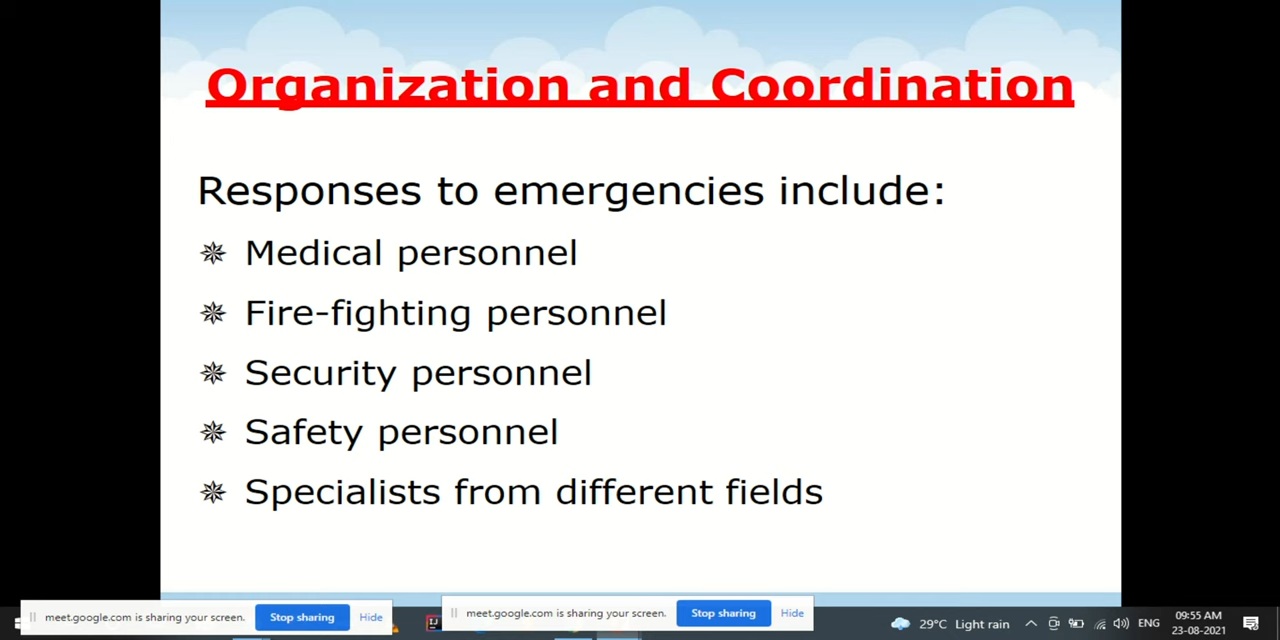 Organization and Coordination
Responses to emergencies include:
Medical personnel
Fire-fighting personnel
Security personnel
Safety personnel
Specialists from different fields
meet.google.com is sharing your screen. Stop sharing Hide
meet.google.com is sharing your screen. Stop sharing Hide
IJ
29°C Light rain
ENG
09:55 AM
23-08-2021